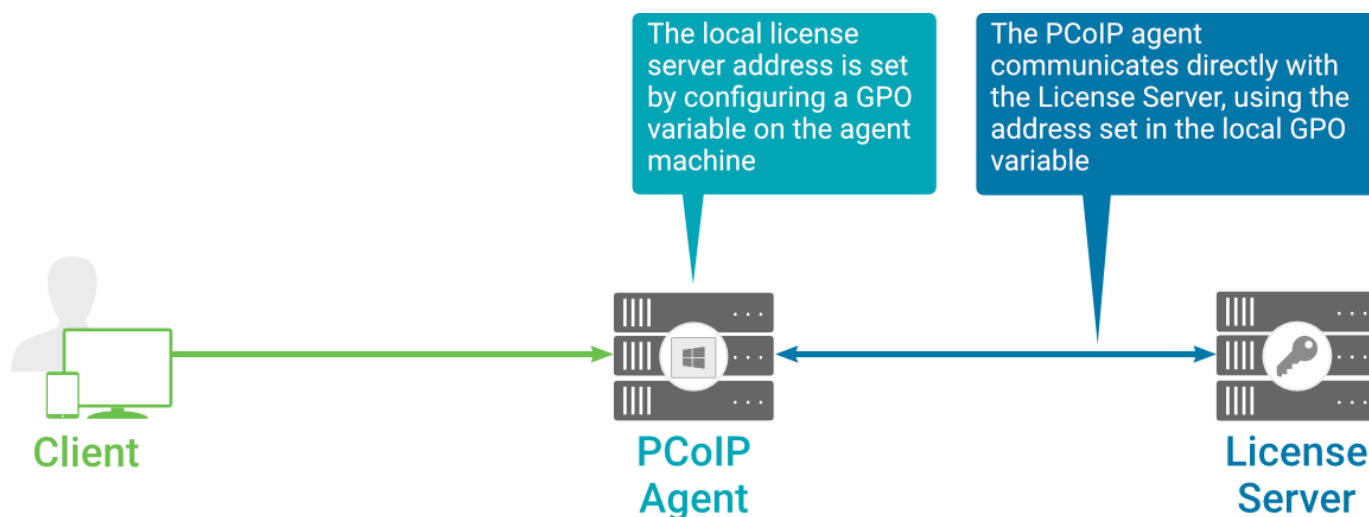 The local license
server address is set
by configuring a GPO
variable on the agent
machine
The PCoIP agent
communicates directly with
the License Server, using the
address set in the local GPO
variable
Client
PCoIP
Agent
License
Server